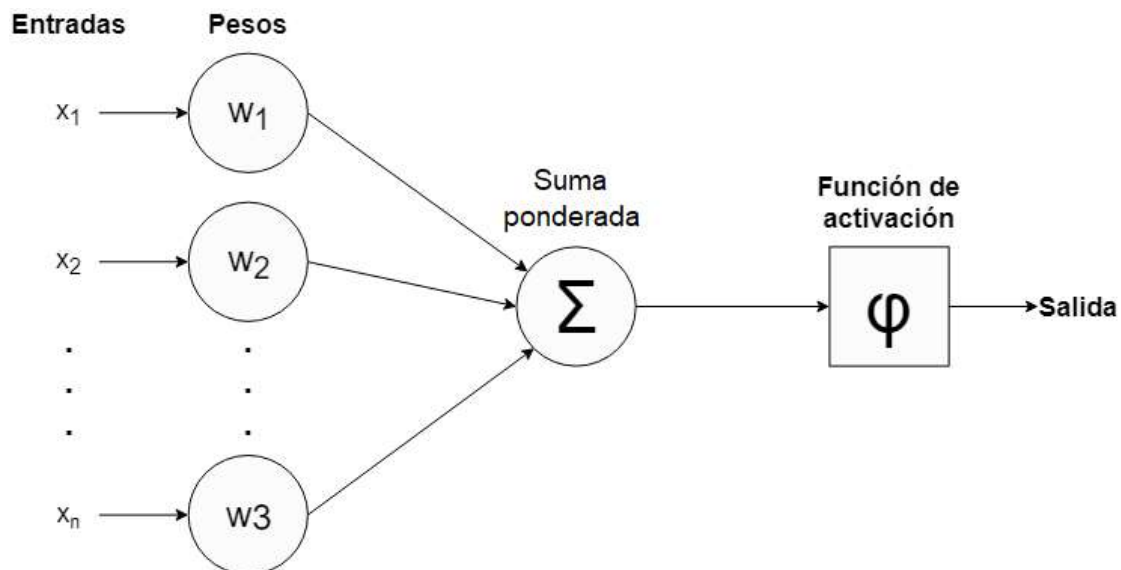 Entradas
Pesos
x1
w1
Suma
ponderada
Función de
activación
x2
w2
Σ
φ
Salida
. .
. .
. .
xn
w3